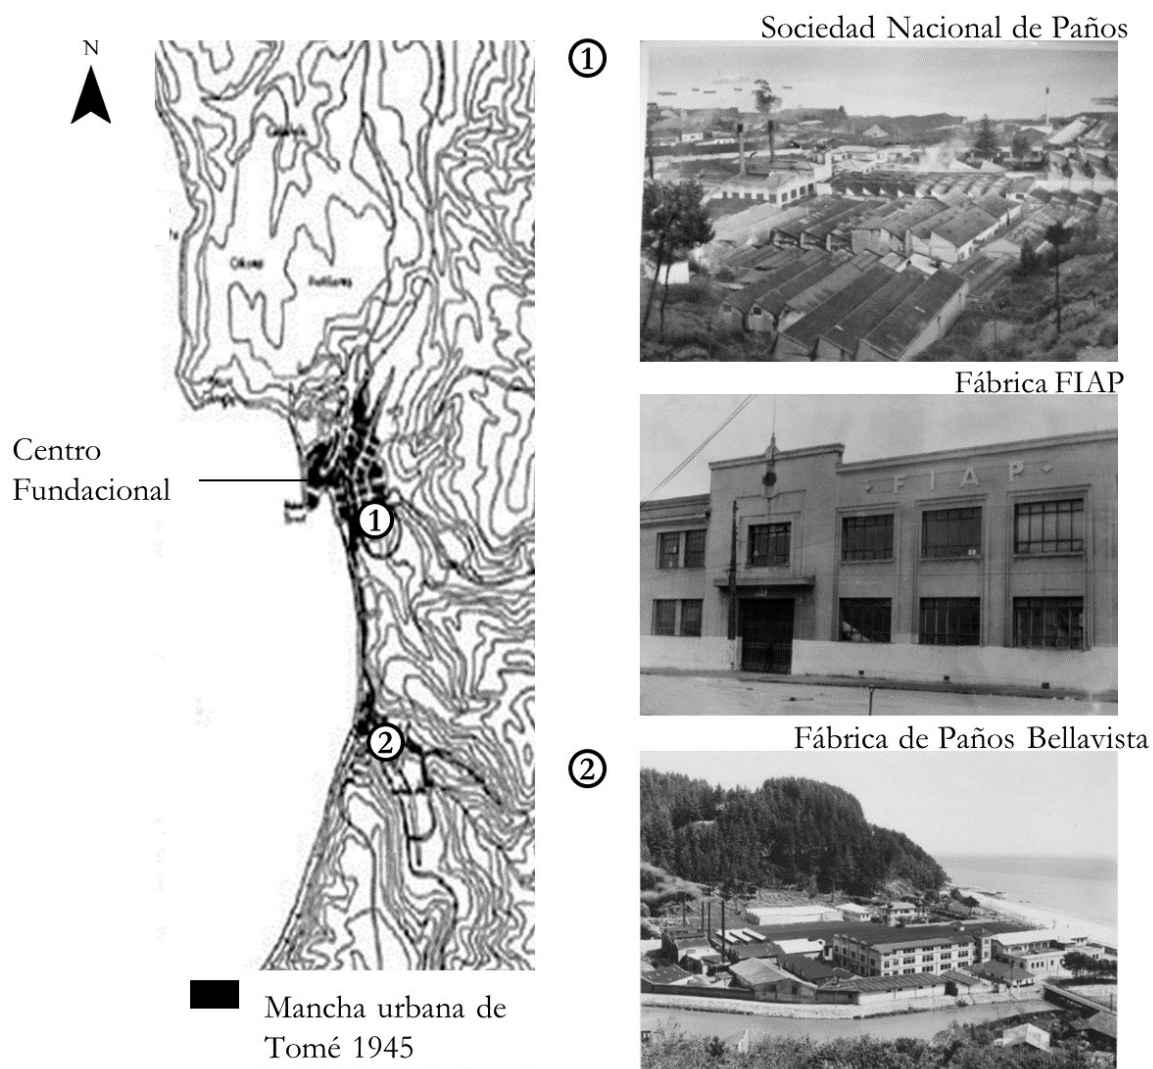 N
Centro
Fundacional
①
②
Mancha urbana de
Tomé 1945
①
Sociedad Nacional de Paños
Fábrica FIAP
· F I A P ·
②
Fábrica de Paños Bellavista